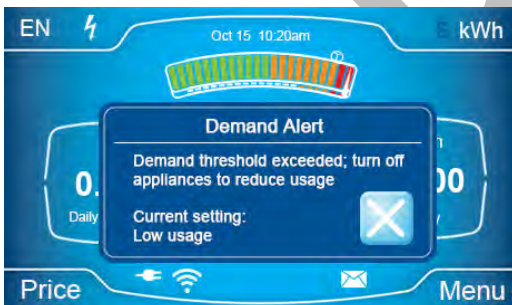 EN
Oct 15 10:20am
kWh
Demand Alert
Demand threshold exceeded; turn off
appliances to reduce usage
Current setting:
Low usage
0.
00
Daily
Price
Menu